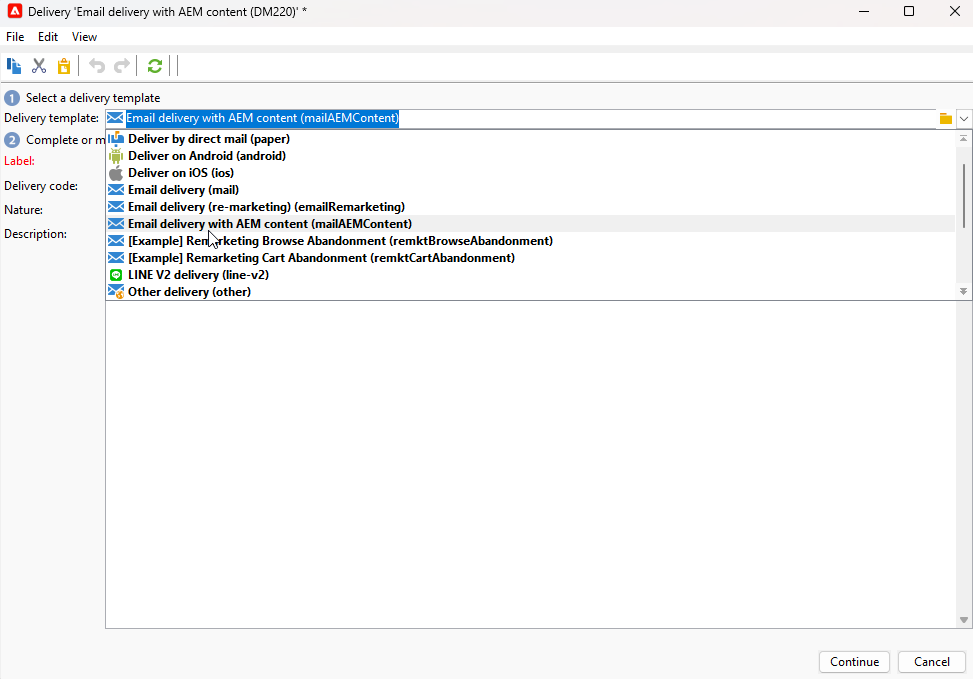 Delivery 'Email delivery with AEM content (DM220)' *
File Edit View
1 Select a delivery template
Delivery template: Email delivery with AEM content (mailAEMContent)
2 Complete or m
Deliver by direct mail (paper)
Deliver on Android (android)
Deliver on iOS (ios)
Email delivery (mail)
Email delivery (re-marketing) (emailRemarketing)
Email delivery with AEM content (mailAEMContent)
[Example] Remarketing Browse Abandonment (remktBrowseAbandonment)
[Example] Remarketing Cart Abandonment (remktCartAbandonment)
LINE V2 delivery (line-v2)
Other delivery (other)
Label:
Delivery code:
Nature:
Description:
Continue Cancel